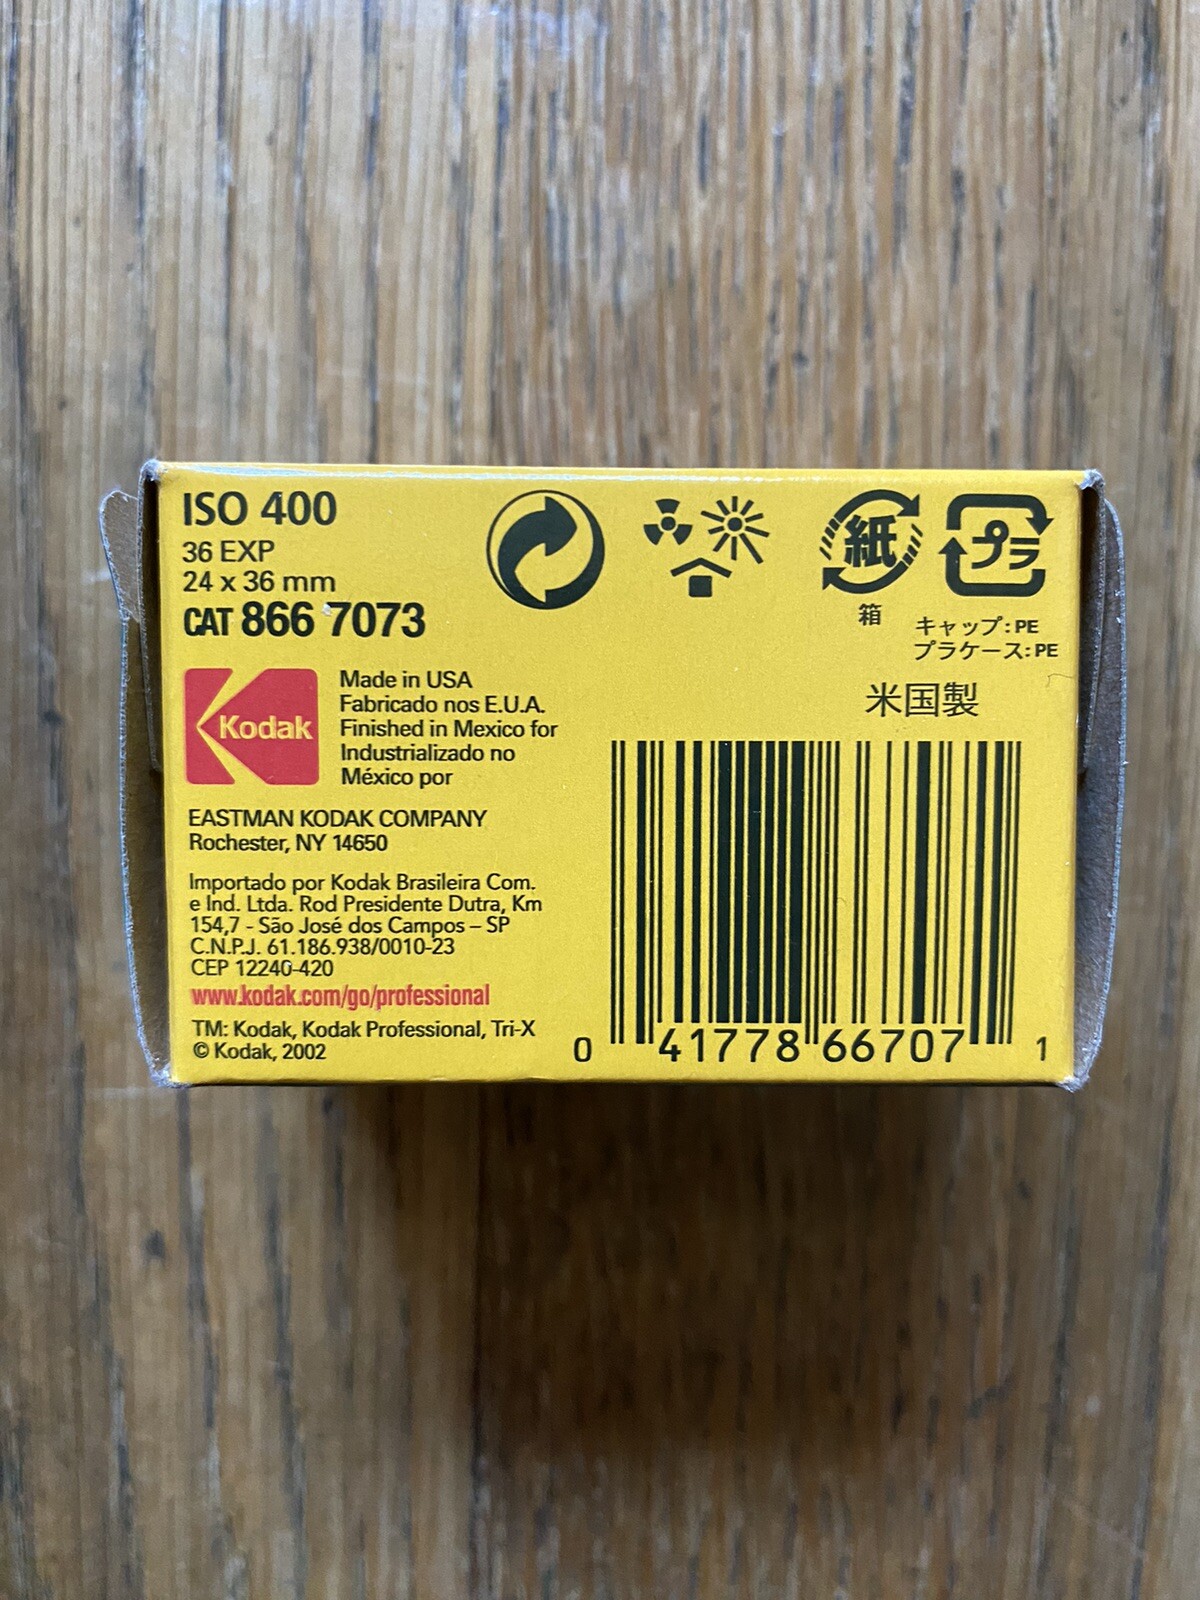 ISO 400
36 EXP
24 x 36 mm
CAT 866 7073
紙
箱
プラ
キャップ:PE
プラケース:PE
米国製
Kodak
Made in USA
Fabricado nos E.U.A.
Finished in Mexico for
Industrializado no
México por
EASTMAN KODAK COMPANY
Rochester, NY 14650
Importado por Kodak Brasileira Com.
e Ind. Ltda. Rod Presidente Dutra, Km
154,7 - São José dos Campos – SP
C.N.P.J. 61.186.938/0010-23
CEP 12240-420
www.kodak.com/go/professional
TM: Kodak, Kodak Professional, Tri-X
© Kodak, 2002
0 41778 66707 1